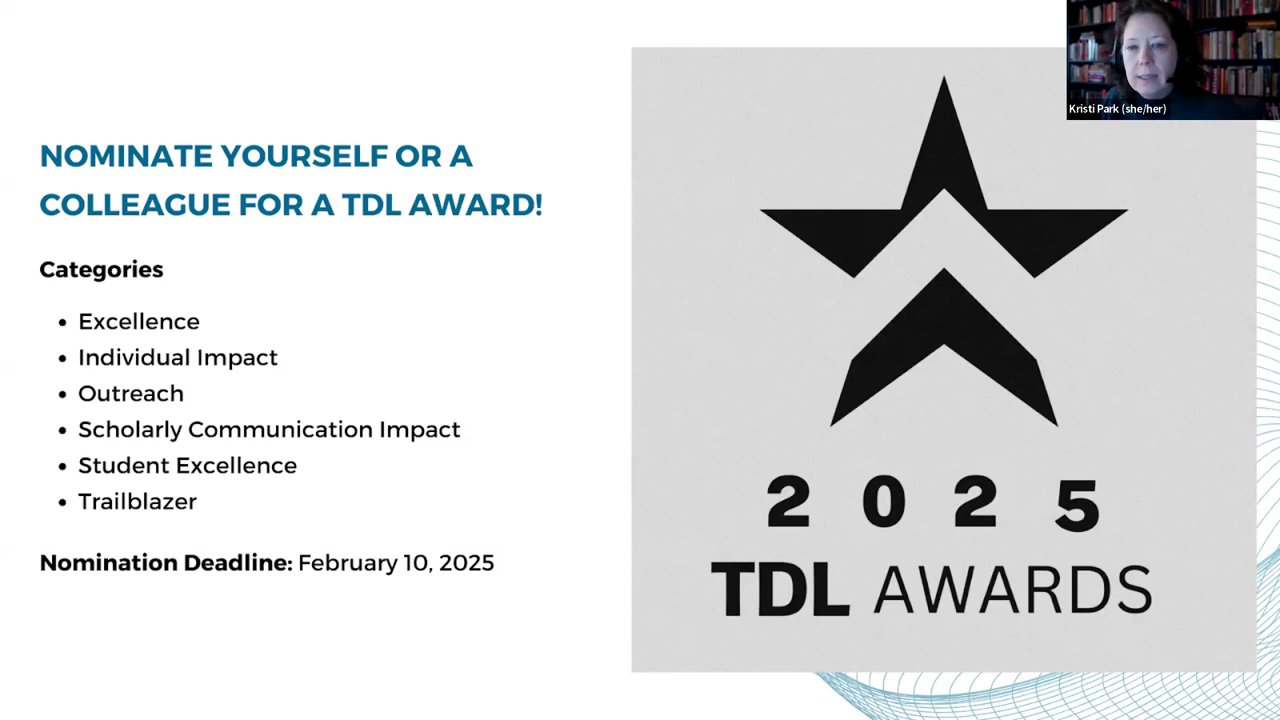 Kristi Park (she/her)
NOMINATE YOURSELF OR A
COLLEAGUE FOR A TDL AWARD!
Categories
• Excellence
• Individual Impact
• Outreach
• Scholarly Communication Impact
• Student Excellence
• Trailblazer
Nomination Deadline: February 10, 2025
2025
TDL AWARDS